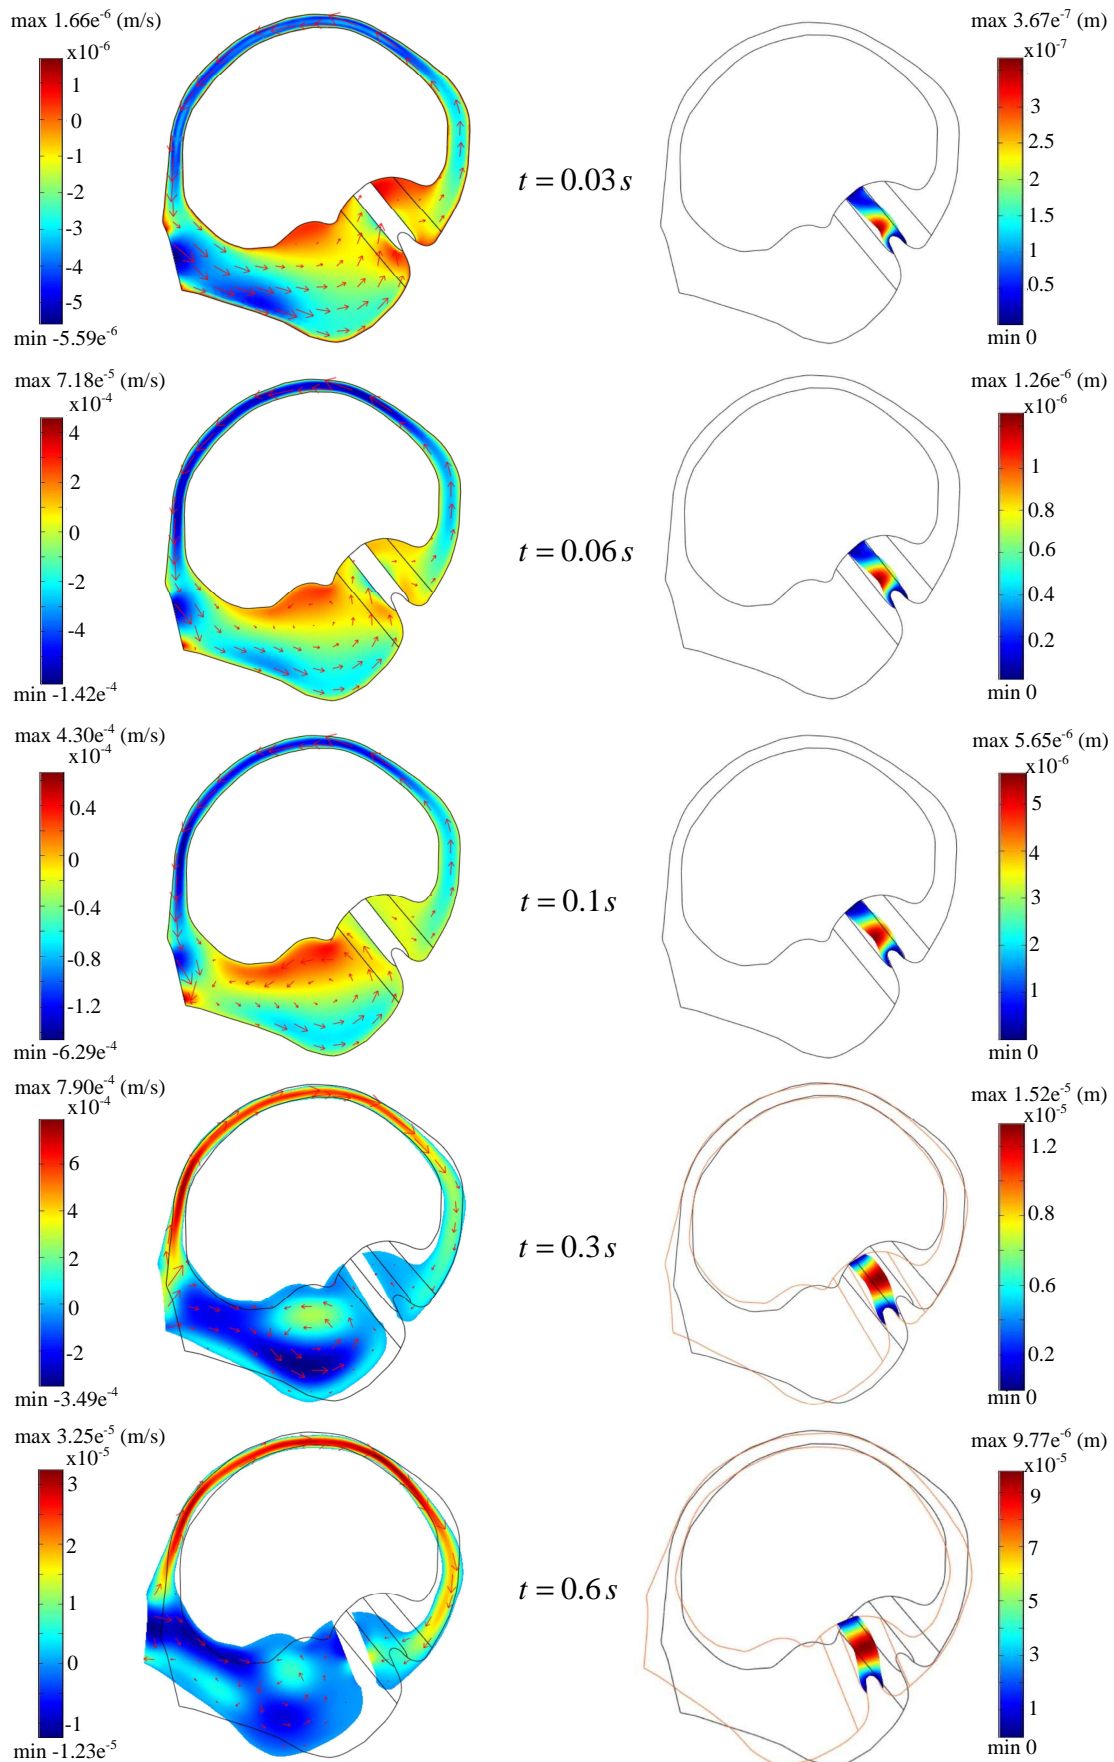 max 1.66e-6 (m/s)
x10-6
1
0
-1
-2
-3
-4
-5
min -5.59e-6
t = 0.03 s
max 3.67e-7 (m)
x10-7
3
2.5
2
1.5
1
0.5
min 0
max 7.18e-5 (m/s)
x10-4
4
2
0
-2
-4
min -1.42e-4
t = 0.06 s
max 1.26e-6 (m)
x10-6
1
0.8
0.6
0.4
0.2
min 0
max 4.30e-4 (m/s)
x10-4
0.4
0
-0.4
-0.8
-1.2
min -6.29e-4
t = 0.1 s
max 5.65e-6 (m)
x10-6
5
4
3
2
1
min 0
max 7.90e-4 (m/s)
x10-4
6
4
2
0
-2
min -3.49e-4
t = 0.3 s
max 1.52e-5 (m)
x10-5
1.2
0.8
0.6
0.2
min 0
max 3.25e-5 (m/s)
x10-5
3
2
1
0
-1
min -1.23e-5
t = 0.6 s
max 9.77e-6 (m)
x10-5
9
7
5
3
1
min 0